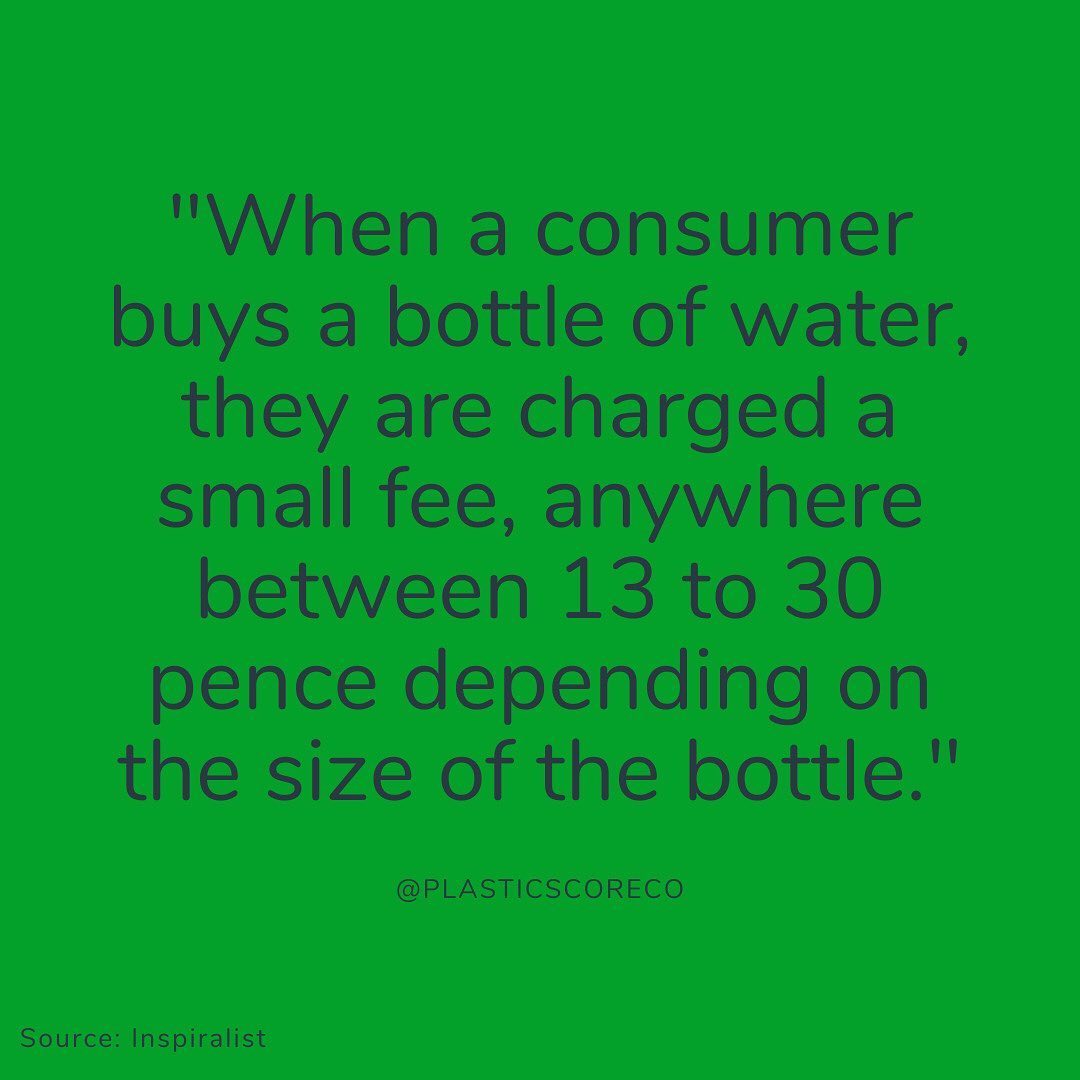 "When a consumer
buys a bottle of water,
they are charged a
small fee, anywhere
between 13 to 30
pence depending on
the size of the bottle."
@PLASTICSCORECO
Source: Inspiralist